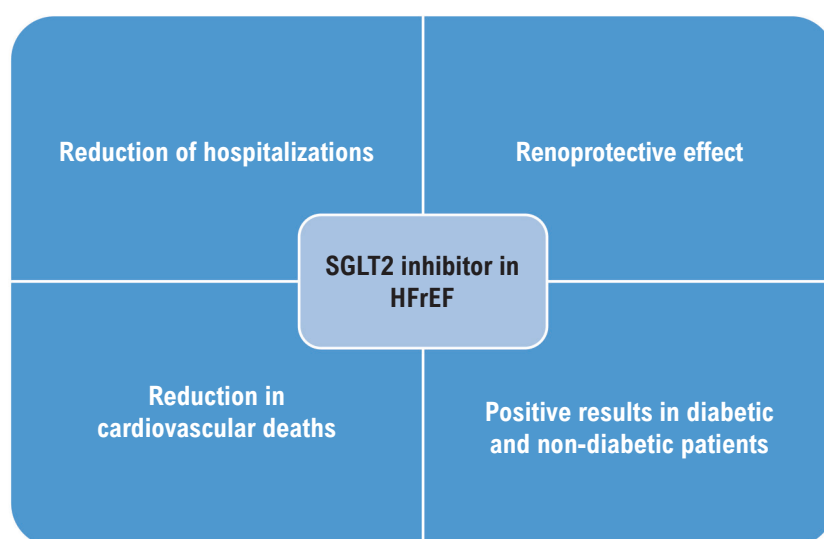 Reduction of hospitalizations
Renoprotective effect
SGLT2 inhibitor in
HFrEF
Reduction in
cardiovascular deaths
Positive results in diabetic
and non-diabetic patients